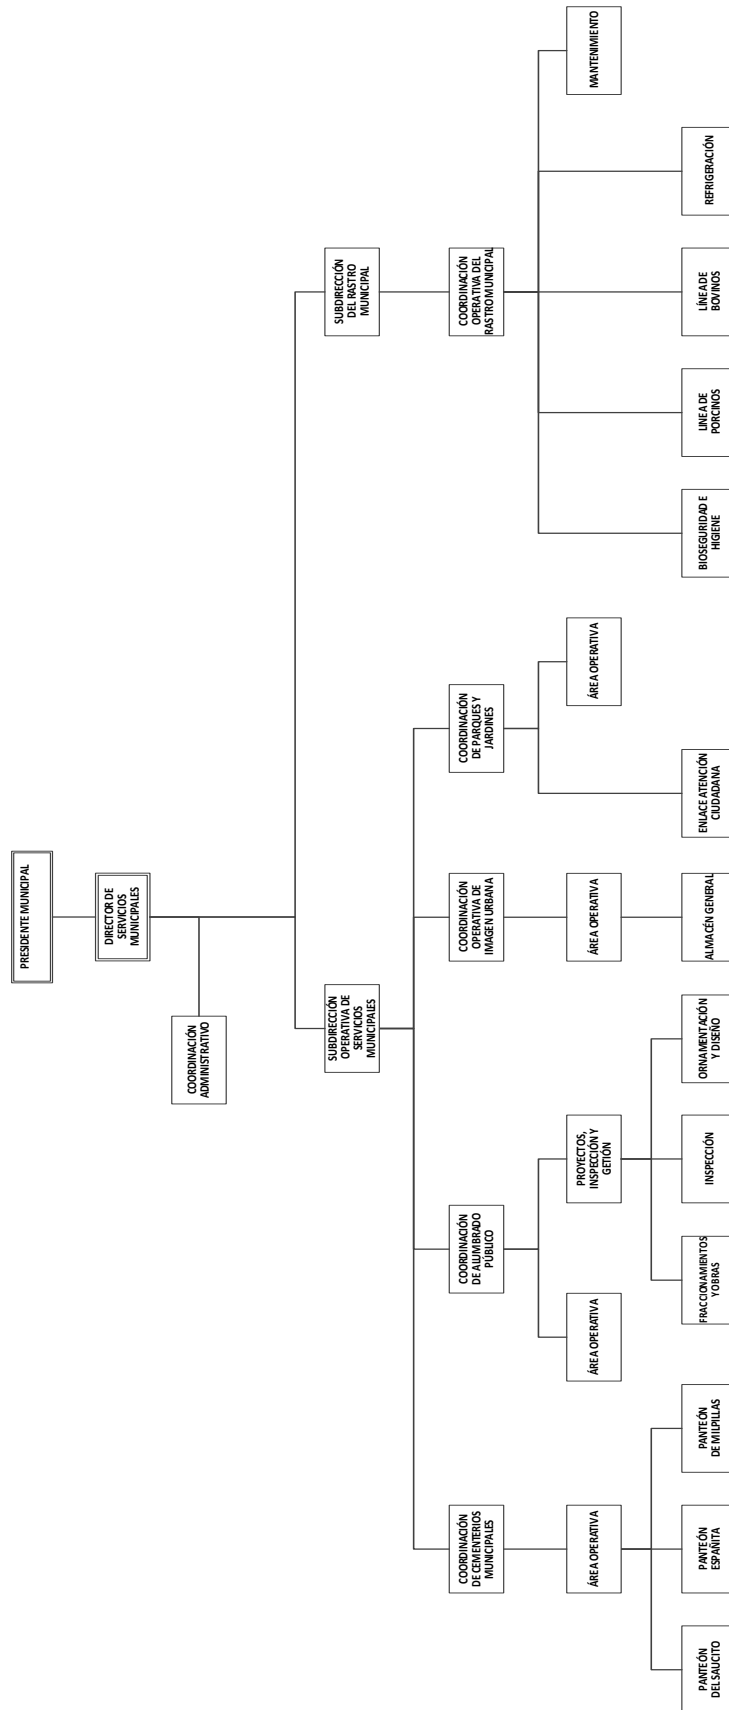 PRESIDENTE MUNICIPAL
DIRECTOR DE
SERVICIOS
MUNICIPALES
COORDINACIÓN
ADMINISTRATIVO
SUBDIRECCIÓN
OPERATIVA DE
SERVICIOS
MUNICIPALES
SUBDIRECCIÓN
DEL RASTRO
MUNICIPAL
COORDINACIÓN
DE CEMENTERIOS
MUNICIPALES
COORDINACIÓN
DE ALUMBRADO
PÚBLICO
COORDINACIÓN
OPERATIVA DE
IMAGEN URBANA
COORDINACIÓN
DE PARQUES Y
JARDINES
COORDINACIÓN
OPERATIVA DEL
RASTRO MUNICIPAL
ÁREA OPERATIVA
ÁREA OPERATIVA
PROYECTOS,
INSPECCIÓN Y
GETIÓN
ÁREA OPERATIVA
ÁREA OPERATIVA
MANTENIMIENTO
PANTEÓN
DEL SAUCITO
PANTEÓN
ESPAÑITA
PANTEÓN
DE MILPILLAS
FRACCIONAMIENTOS
Y OBRAS
INSPECCIÓN
ORNAMENTACIÓN
Y DISEÑO
ALMACÉN GENERAL
ENLACE ATENCIÓN
CIUDADANA
BIOSEGURIDAD E
HIGIENE
LINEA DE
PORCINOS
LÍNEA DE
BOVINOS
REFRIGERACIÓN